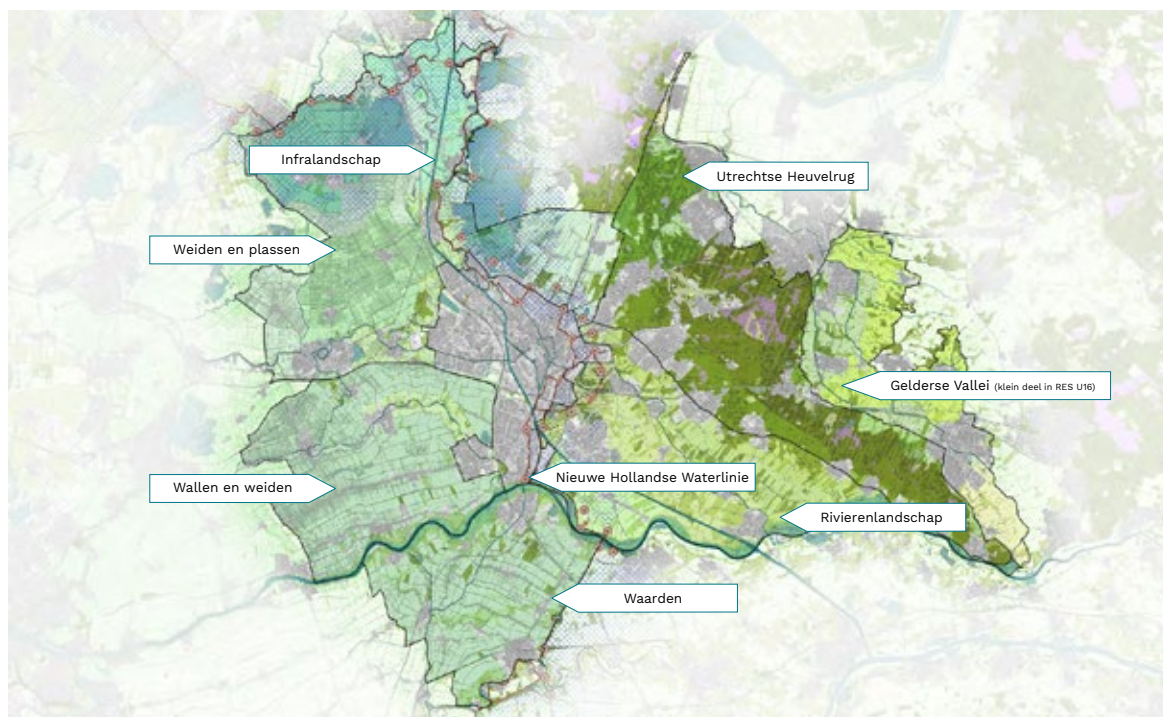 Infralandschap
Utrechtse Heuvelrug
Weiden en plassen
Gelderse Vallei (klein deel in RES U16)
Nieuwe Hollandse Waterlinie
Wallen en weiden
Rivierenlandschap
Waarden